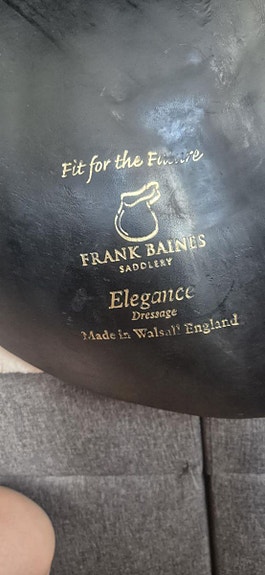 Fit for the Future
FRANK BAINES
SADDLERY
Elegance
Dressage
Made in Walsall England